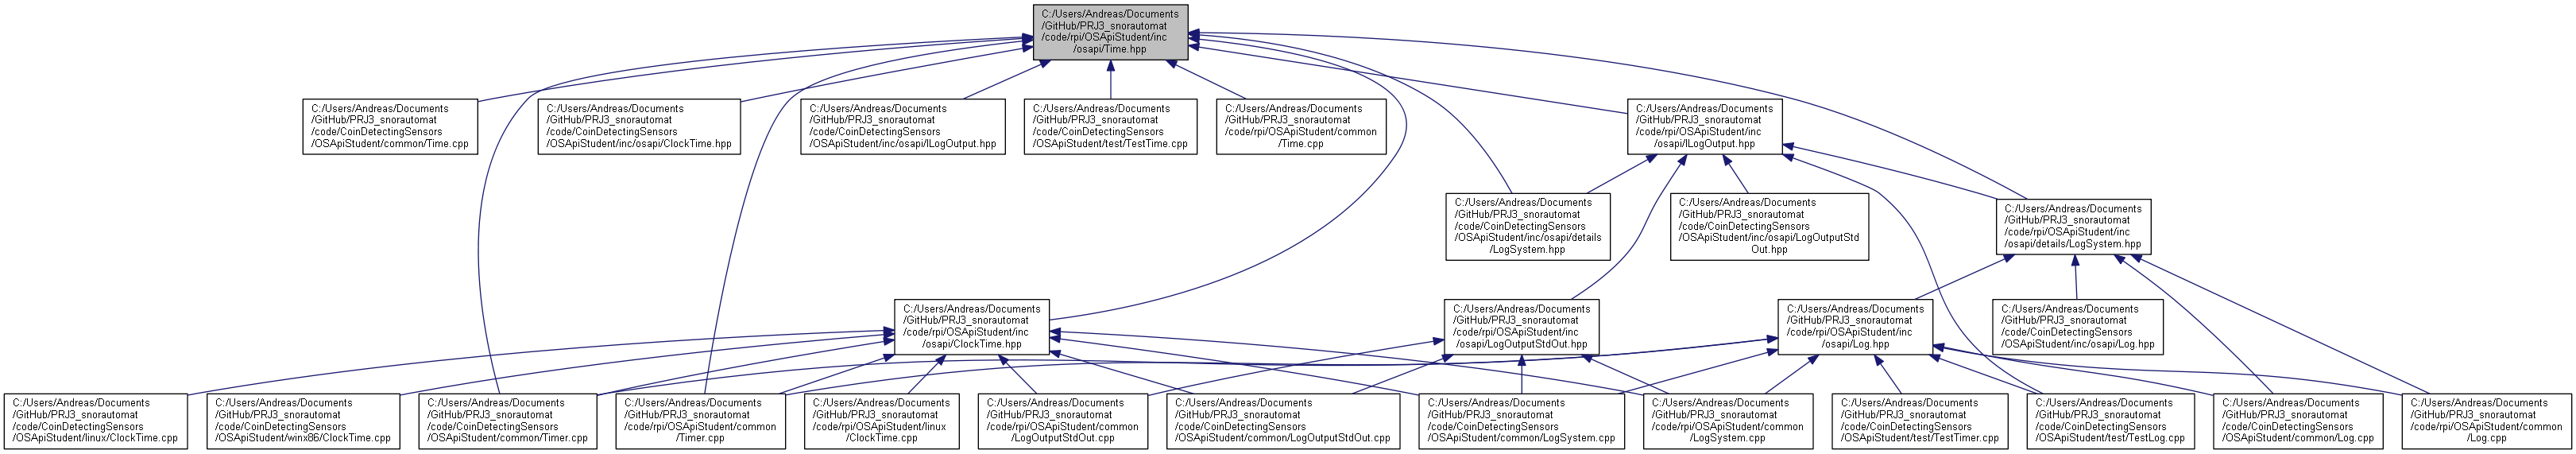 C:/Users/Andreas/Documents
/GitHub/PRJ3_snorautomat
/code/rpi/OSApiStudent/inc
/osapi/Time.hpp
C:/Users/Andreas/Documents
/GitHub/PRJ3_snorautomat
/code/CoinDetectingSensors
/OSApiStudent/common/Time.cpp
C:/Users/Andreas/Documents
/GitHub/PRJ3_snorautomat
/code/CoinDetectingSensors
/OSApiStudent/inc/osapi/ClockTime.hpp
C:/Users/Andreas/Documents
/GitHub/PRJ3_snorautomat
/code/CoinDetectingSensors
/OSApiStudent/inc/osapi/ILogOutput.hpp
C:/Users/Andreas/Documents
/GitHub/PRJ3_snorautomat
/code/CoinDetectingSensors
/OSApiStudent/test/TestTime.cpp
C:/Users/Andreas/Documents
/GitHub/PRJ3_snorautomat
/code/rpi/OSApiStudent/common
/Time.cpp
C:/Users/Andreas/Documents
/GitHub/PRJ3_snorautomat
/code/rpi/OSApiStudent/inc
/osapi/ILogOutput.hpp
C:/Users/Andreas/Documents
/GitHub/PRJ3_snorautomat
/code/CoinDetectingSensors
/OSApiStudent/inc/osapi/details
/LogSystem.hpp
C:/Users/Andreas/Documents
/GitHub/PRJ3_snorautomat
/code/CoinDetectingSensors
/OSApiStudent/inc/osapi/LogOutputStd
Out.hpp
C:/Users/Andreas/Documents
/GitHub/PRJ3_snorautomat
/code/rpi/OSApiStudent/inc
/osapi/details/LogSystem.hpp
C:/Users/Andreas/Documents
/GitHub/PRJ3_snorautomat
/code/rpi/OSApiStudent/inc
/osapi/ClockTime.hpp
C:/Users/Andreas/Documents
/GitHub/PRJ3_snorautomat
/code/rpi/OSApiStudent/inc
/osapi/LogOutputStdOut.hpp
C:/Users/Andreas/Documents
/GitHub/PRJ3_snorautomat
/code/rpi/OSApiStudent/inc
/osapi/Log.hpp
C:/Users/Andreas/Documents
/GitHub/PRJ3_snorautomat
/code/CoinDetectingSensors
/OSApiStudent/inc/osapi/Log.hpp
C:/Users/Andreas/Documents
/GitHub/PRJ3_snorautomat
/code/CoinDetectingSensors
/OSApiStudent/linux/ClockTime.cpp
C:/Users/Andreas/Documents
/GitHub/PRJ3_snorautomat
/code/CoinDetectingSensors
/OSApiStudent/winx86/ClockTime.cpp
C:/Users/Andreas/Documents
/GitHub/PRJ3_snorautomat
/code/CoinDetectingSensors
/OSApiStudent/common/Timer.cpp
C:/Users/Andreas/Documents
/GitHub/PRJ3_snorautomat
/code/rpi/OSApiStudent/common
/Timer.cpp
C:/Users/Andreas/Documents
/GitHub/PRJ3_snorautomat
/code/rpi/OSApiStudent/linux
/ClockTime.cpp
C:/Users/Andreas/Documents
/GitHub/PRJ3_snorautomat
/code/rpi/OSApiStudent/common
/LogOutputStdOut.cpp
C:/Users/Andreas/Documents
/GitHub/PRJ3_snorautomat
/code/CoinDetectingSensors
/OSApiStudent/common/LogOutputStdOut.cpp
C:/Users/Andreas/Documents
/GitHub/PRJ3_snorautomat
/code/CoinDetectingSensors
/OSApiStudent/common/LogSystem.cpp
C:/Users/Andreas/Documents
/GitHub/PRJ3_snorautomat
/code/rpi/OSApiStudent/common
/LogSystem.cpp
C:/Users/Andreas/Documents
/GitHub/PRJ3_snorautomat
/code/CoinDetectingSensors
/OSApiStudent/test/TestTimer.cpp
C:/Users/Andreas/Documents
/GitHub/PRJ3_snorautomat
/code/CoinDetectingSensors
/OSApiStudent/test/TestLog.cpp
C:/Users/Andreas/Documents
/GitHub/PRJ3_snorautomat
/code/CoinDetectingSensors
/OSApiStudent/common/Log.cpp
C:/Users/Andreas/Documents
/GitHub/PRJ3_snorautomat
/code/rpi/OSApiStudent/common
/Log.cpp